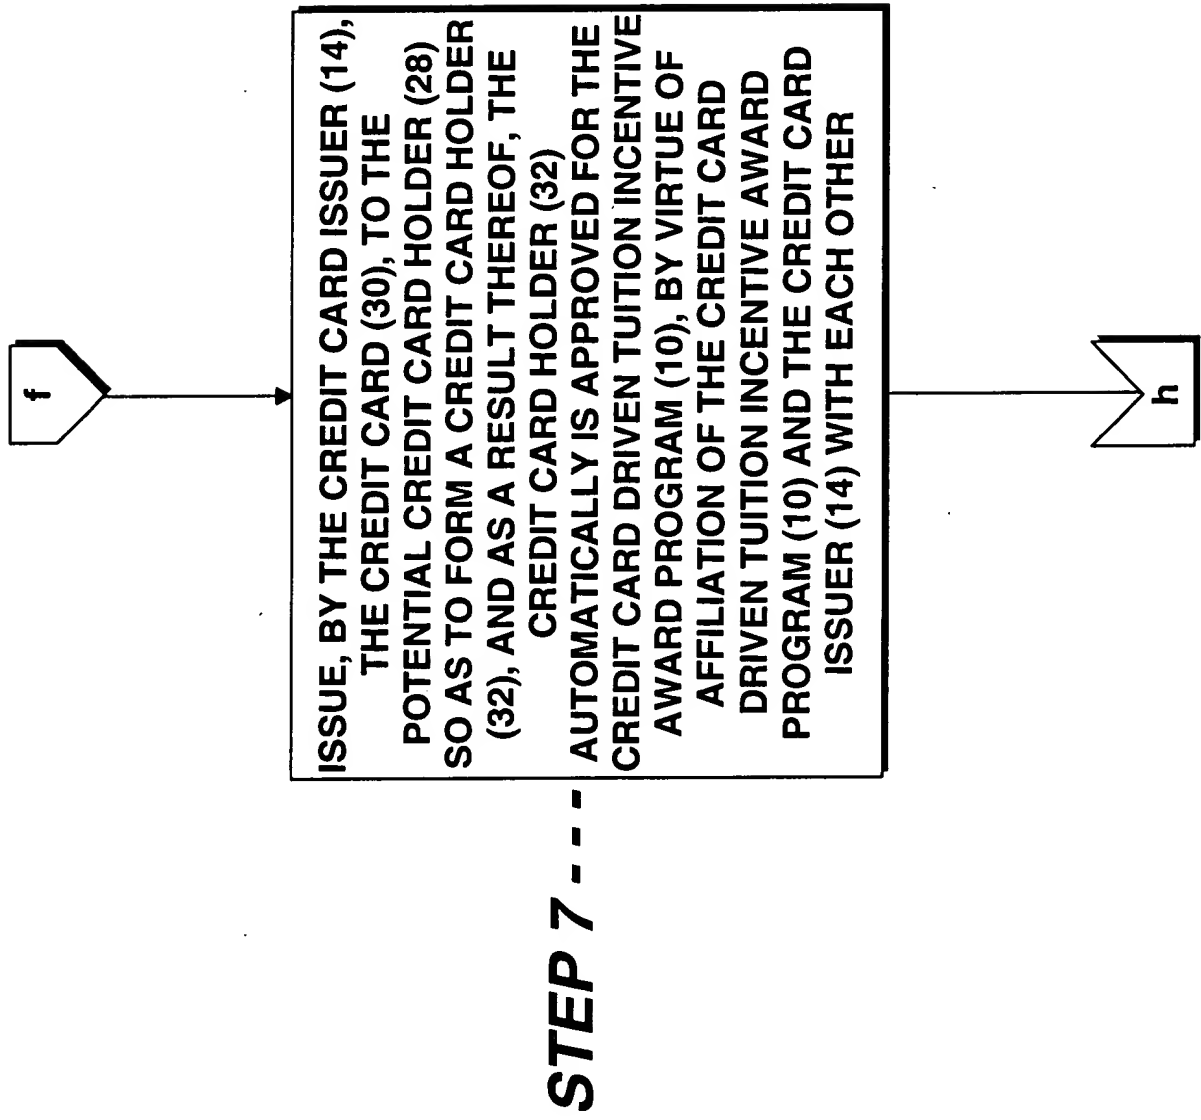 f
ISSUE, BY THE CREDIT CARD ISSUER (14),
THE CREDIT CARD (30), TO THE
POTENTIAL CREDIT CARD HOLDER (28)
SO AS TO FORM A CREDIT CARD HOLDER
(32), AND AS A RESULT THEREOF, THE
CREDIT CARD HOLDER (32)
AUTOMATICALLY IS APPROVED FOR THE
CREDIT CARD DRIVEN TUITION INCENTIVE
AWARD PROGRAM (10), BY VIRTUE OF
AFFILIATION OF THE CREDIT CARD
DRIVEN TUITION INCENTIVE AWARD
PROGRAM (10) AND THE CREDIT CARD
ISSUER (14) WITH EACH OTHER
STEP 7 - - -
h